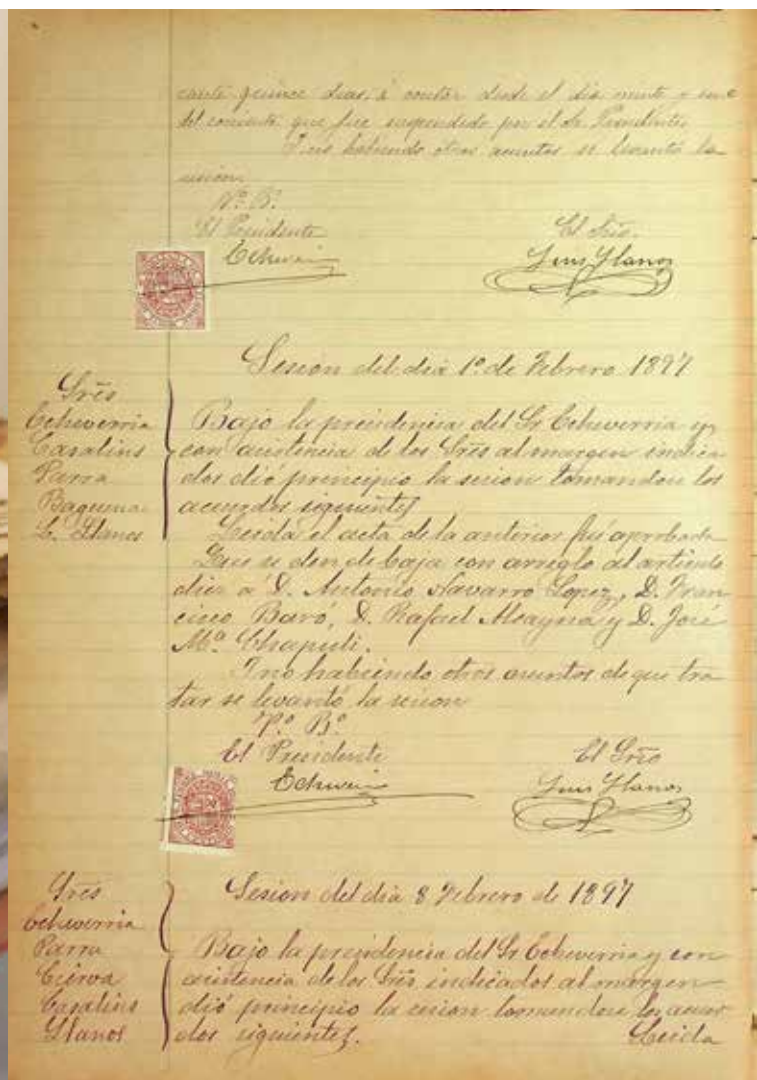 quince dias, á contar desde el dia veinte y
del corriente que fue suspendido por el Sr. Presidente
Y no habiendo otros asuntos se levantó la
sesion
Vº Bº
El Presidente
El Srio.
Echeverria
Luis Llanos
Sesion del dia 1º de Febrero 1897
Sres
Echeverria
Casalins
Parra
Baquena
L. Llanos
Bajo la presidencia del Sr Echeverria y
con asistencia de los Sres al margen indica
dos dió principio la sesion tomandose los
acuerdos siguientes
Leida el acta de la anterior fué aprobada
Que se den de baja con arreglo al articulo
diez a D. Antonio Navarro Lopez, D. Fran
cisco Baró, D. Rafael Alcayna y D. José
Mª Chapuli.
Y no habiendo otros asuntos de que tra
tar se levantó la sesion
Vº Bº
El Presidente
El Srio
Echeverria
Luis Llanos
Sesion del dia 8 Febrero de 1897
Sres
Echeverria
Parra
Cierva
Casalins
Llanos
Bajo la presidencia del Sr Echeverria y con
asistencia de los Sres indicados al margen
dió principio la cesion tomandose los acuer
dos siguientes.
Leida